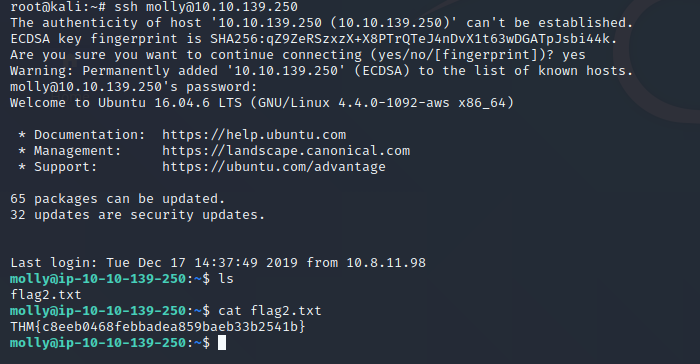 root@kali:~# ssh molly@10.10.139.250
The authenticity of host '10.10.139.250 (10.10.139.250)' can't be established.
ECDSA key fingerprint is SHA256:qZ9ZeRSzxzX+X8PTrQTeJ4nDvX1t63wDGATpJsbi44k.
Are you sure you want to continue connecting (yes/no/[fingerprint])? yes
Warning: Permanently added '10.10.139.250' (ECDSA) to the list of known hosts.
molly@10.10.139.250's password:
Welcome to Ubuntu 16.04.6 LTS (GNU/Linux 4.4.0-1092-aws x86_64)
* Documentation: https://help.ubuntu.com
* Management: https://landscape.canonical.com
* Support: https://ubuntu.com/advantage
65 packages can be updated.
32 updates are security updates.
Last login: Tue Dec 17 14:37:49 2019 from 10.8.11.98
molly@ip-10-10-139-250:~$ ls
flag2.txt
molly@ip-10-10-139-250:~$ cat flag2.txt
THM{c8eeb0468febbadea859baeb33b2541b}
molly@ip-10-10-139-250:~$